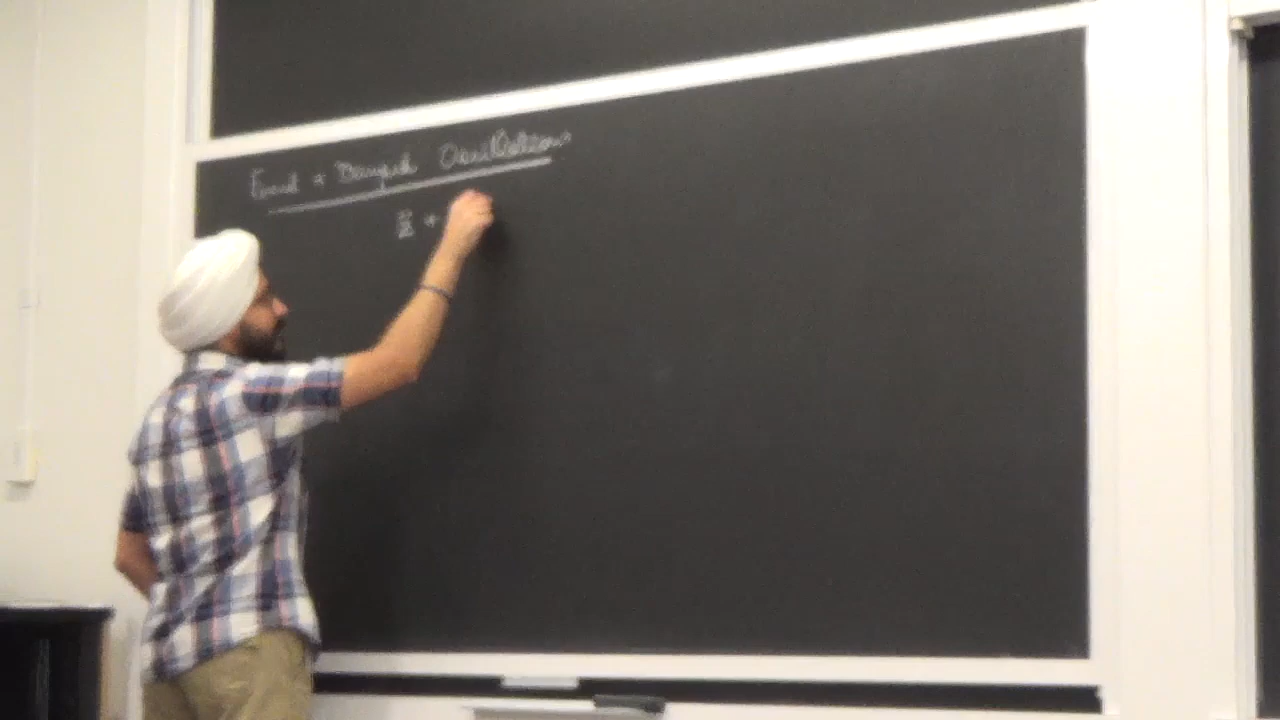 Forced + Damped Oscillations
z̈ +